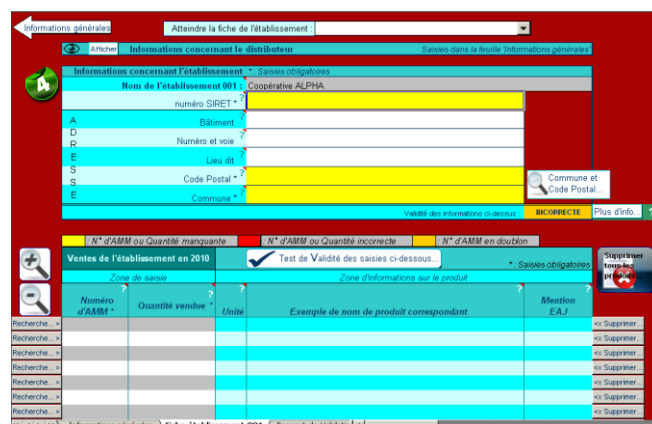 Informations générales
Atteindre la fiche de l'établissement :
Afficher Informations concernant le distributeur Saisies dans la feuille 'Informations générales'
Informations concernant l'établissement * : Saisies obligatoires
4
Nom de l'établissement 001 : Coopérative ALPHA
numéro SIRET * ?
ADRESSE
Bâtiment ?
Numéro et voie ?
Lieu dit ?
Code Postal * ?
Commune * ?
Commune et Code Postal...
Validité des informations ci-dessus : INCORRECTE Plus d'info... ?
: N° d'AMM ou Quantité manquante : N° d'AMM ou Quantité incorrecte : N° d'AMM en doublon
Ventes de l'établissement en 2010 Test de Validité des saisies ci-dessous... * : Saisies obligatoires
Supprimer tous les produits...
Zone de saisie Zone d'informations sur le produit
Numéro d'AMM * ? Quantité vendue * ? Unité ? Exemple de nom de produit correspondant ? Mention EAJ ?
Recherche... > << Supprimer...
Recherche... > << Supprimer...
Recherche... > << Supprimer...
Recherche... > << Supprimer...
Recherche... > << Supprimer...
Recherche... > << Supprimer...
Recherche... > << Supprimer...